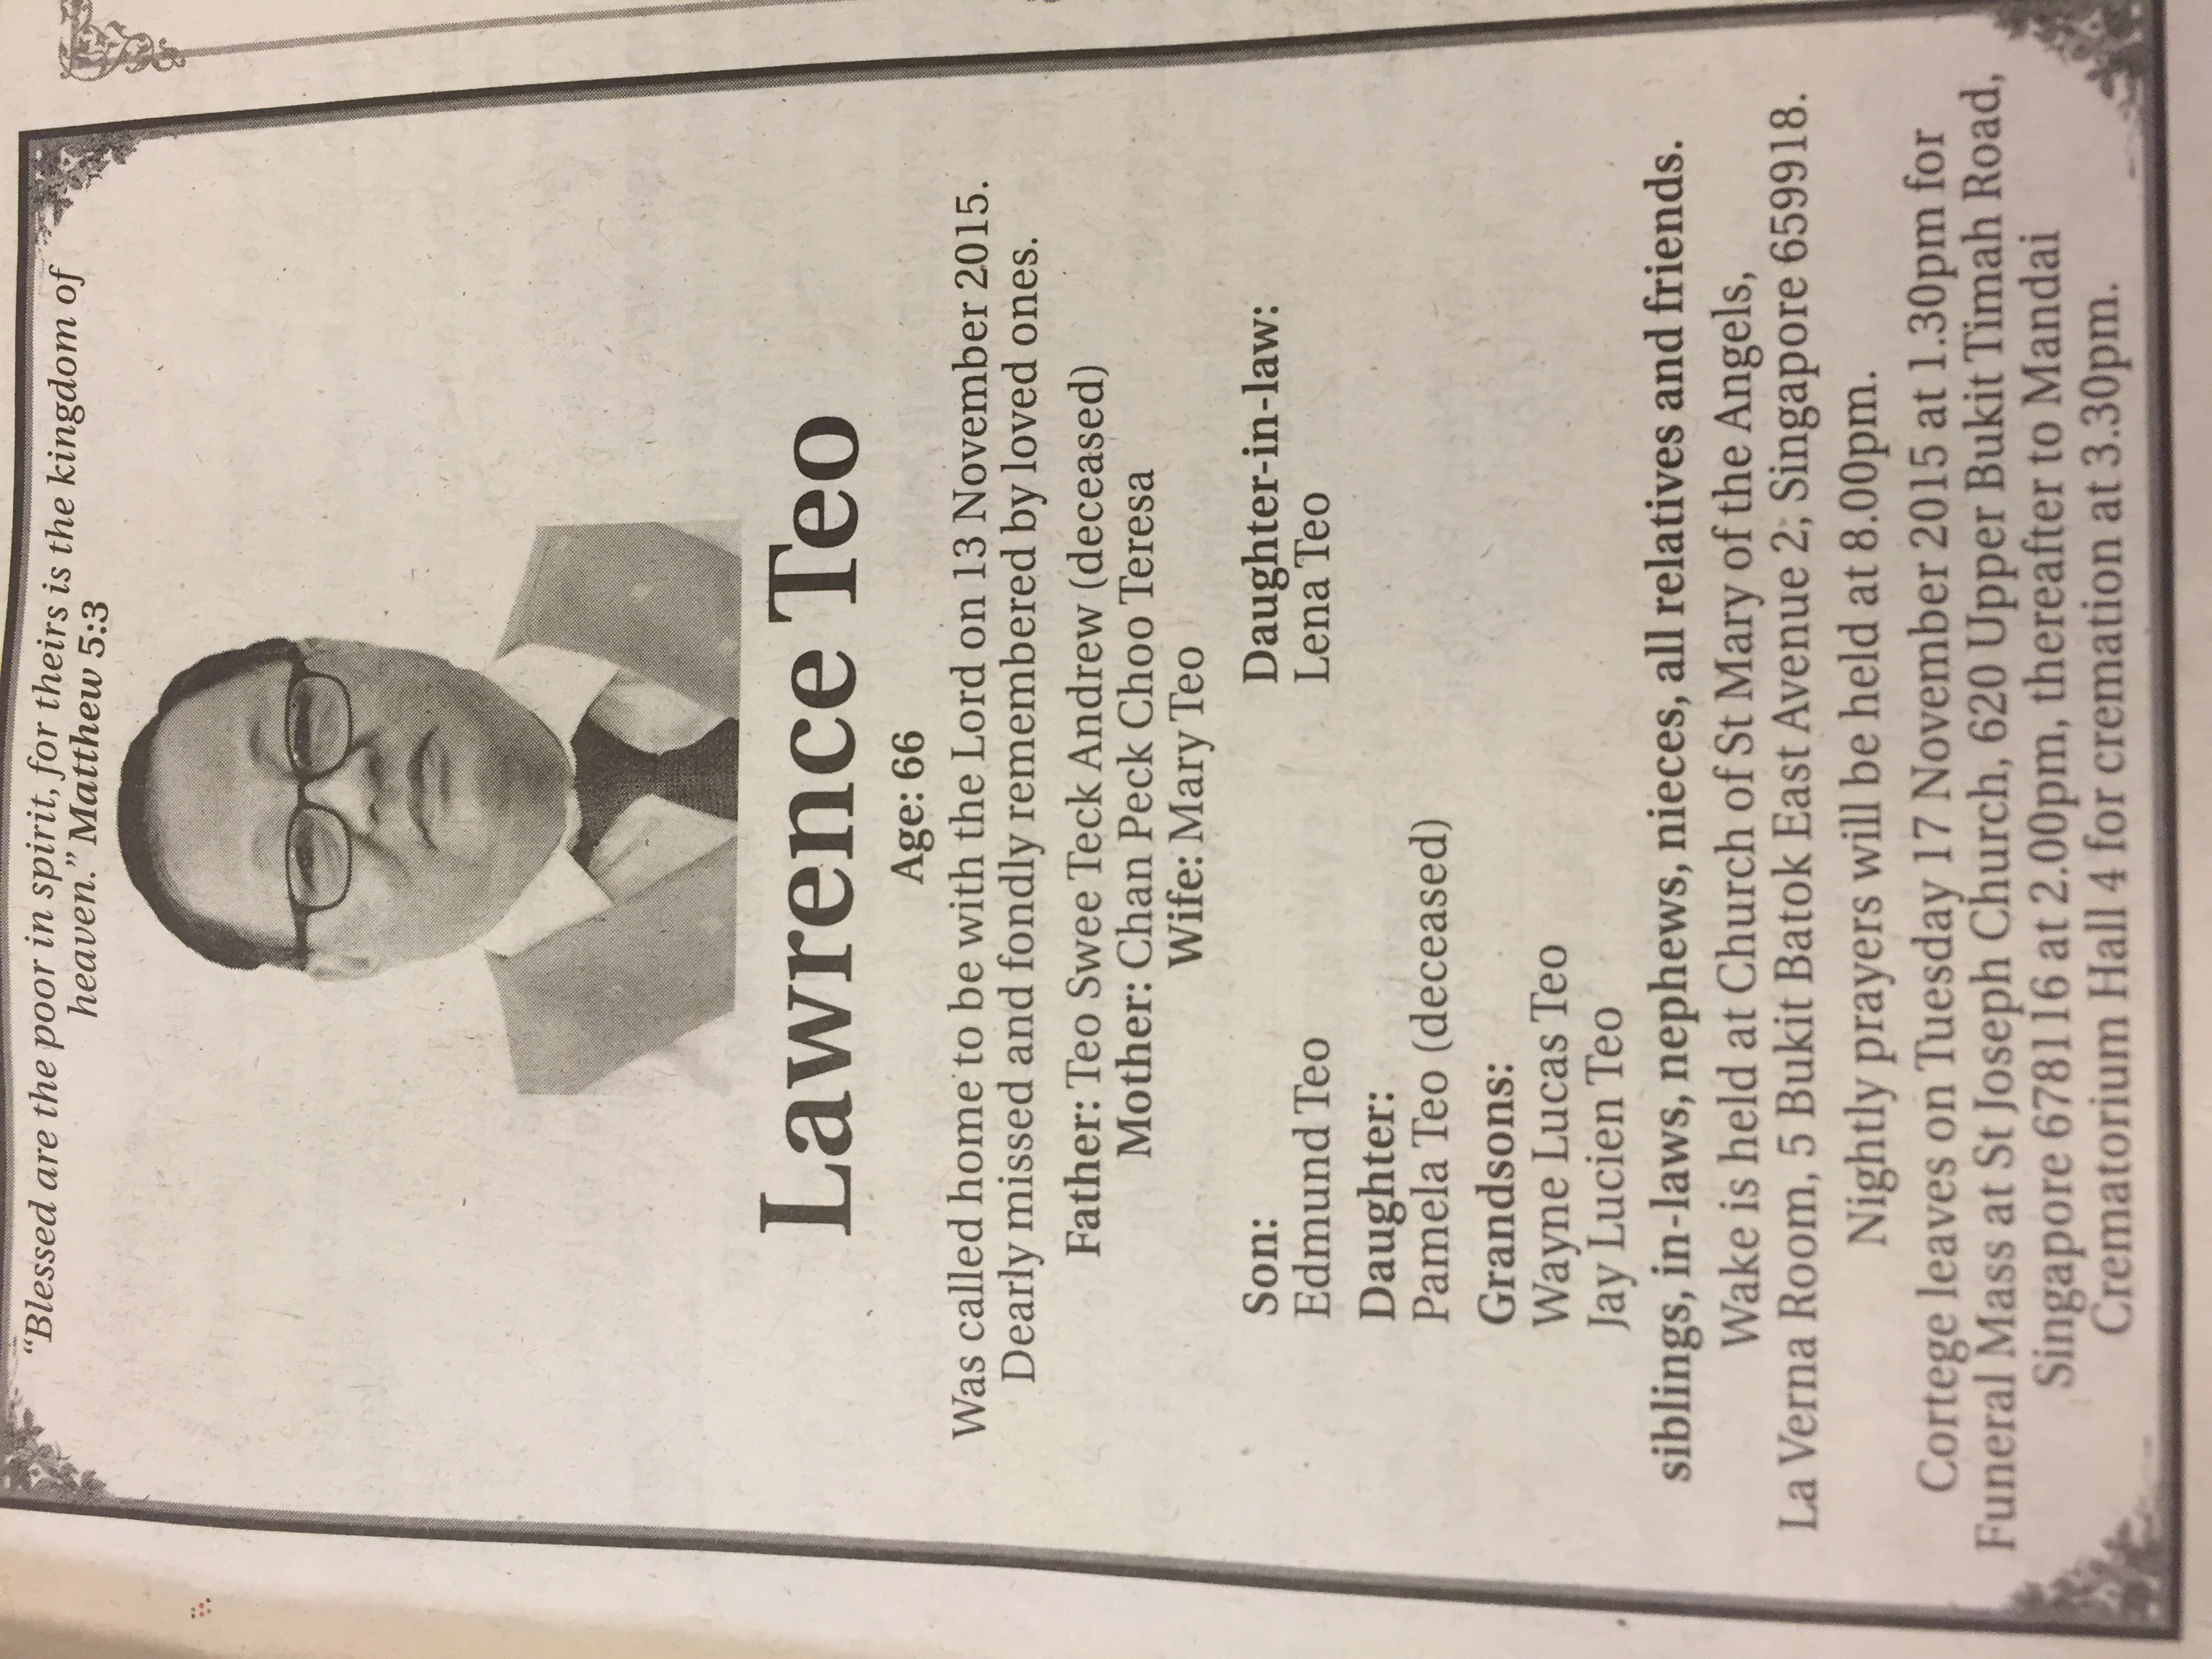 “Blessed are the poor in spirit, for theirs is the kingdom of
heaven.” Matthew 5:3
Lawrence Teo
Age: 66
Was called home to be with the Lord on 13 November 2015.
Dearly missed and fondly remembered by loved ones.
Father: Teo Swee Teck Andrew (deceased)
Mother: Chan Peck Choo Teresa
Wife: Mary Teo
Son:
Edmund Teo
Daughter-in-law:
Lena Teo
Daughter:
Pamela Teo (deceased)
Grandsons:
Wayne Lucas Teo
Jay Lucien Teo
siblings, in-laws, nephews, nieces, all relatives and friends.
Wake is held at Church of St Mary of the Angels,
La Verna Room, 5 Bukit Batok East Avenue 2, Singapore 659918.
Nightly prayers will be held at 8.00pm.
Cortege leaves on Tuesday 17 November 2015 at 1.30pm for
Funeral Mass at St Joseph Church, 620 Upper Bukit Timah Road,
Singapore 678116 at 2.00pm, thereafter to Mandai
Crematorium Hall 4 for cremation at 3.30pm.